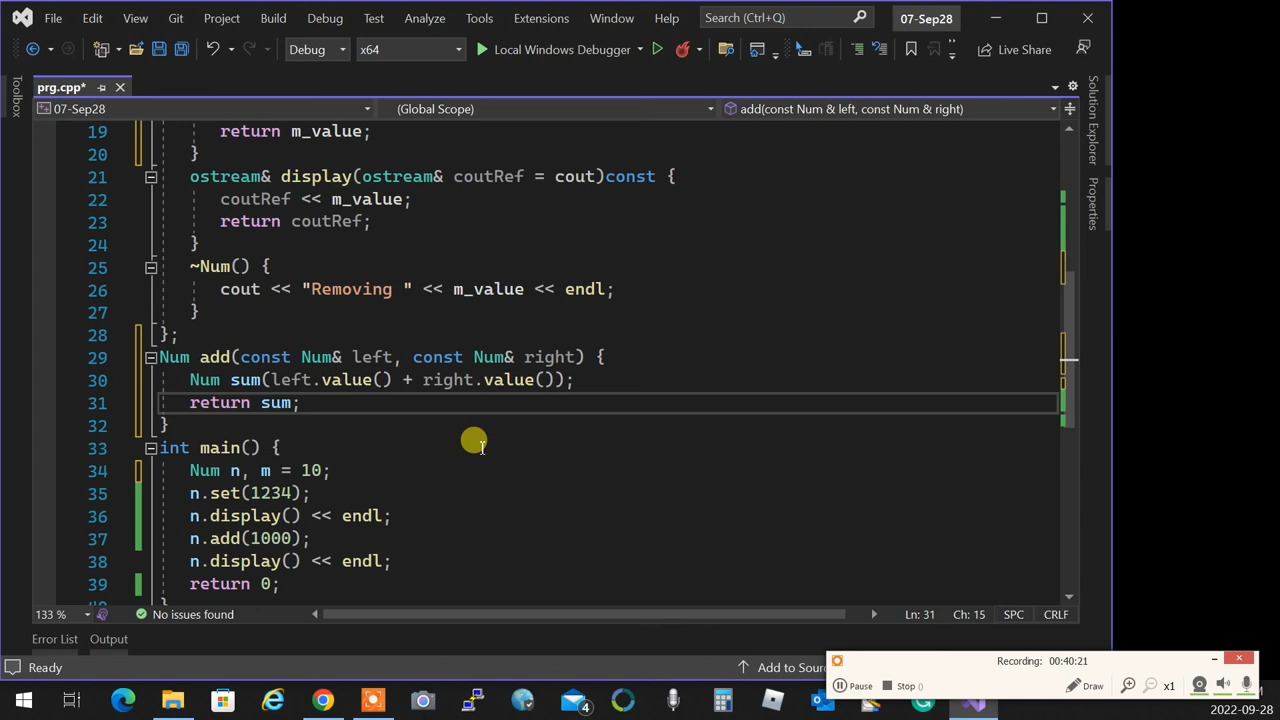 File Edit View Git Project Build Debug Test Analyze Tools Extensions Window Help Search (Ctrl+Q) 07-Sep28
Debug x64 Local Windows Debugger Live Share
prg.cpp*
07-Sep28 (Global Scope) add(const Num & left, const Num & right)
Toolbox
Solution Explorer
Properties
19 return m_value;
20 }
21 ostream& display(ostream& coutRef = cout)const {
22 coutRef << m_value;
23 return coutRef;
24 }
25 ~Num() {
26 cout << "Removing " << m_value << endl;
27 }
28 };
29 Num add(const Num& left, const Num& right) {
30 Num sum(left.value() + right.value());
31 return sum;
32 }
33 int main() {
34 Num n, m = 10;
35 n.set(1234);
36 n.display() << endl;
37 n.add(1000);
38 n.display() << endl;
39 return 0;
133 % No issues found Ln: 31 Ch: 15 SPC CRLF
Error List Output
Ready Add to Sour
Recording: 00:40:21
Pause Stop () Draw x1
4
2022-09-28